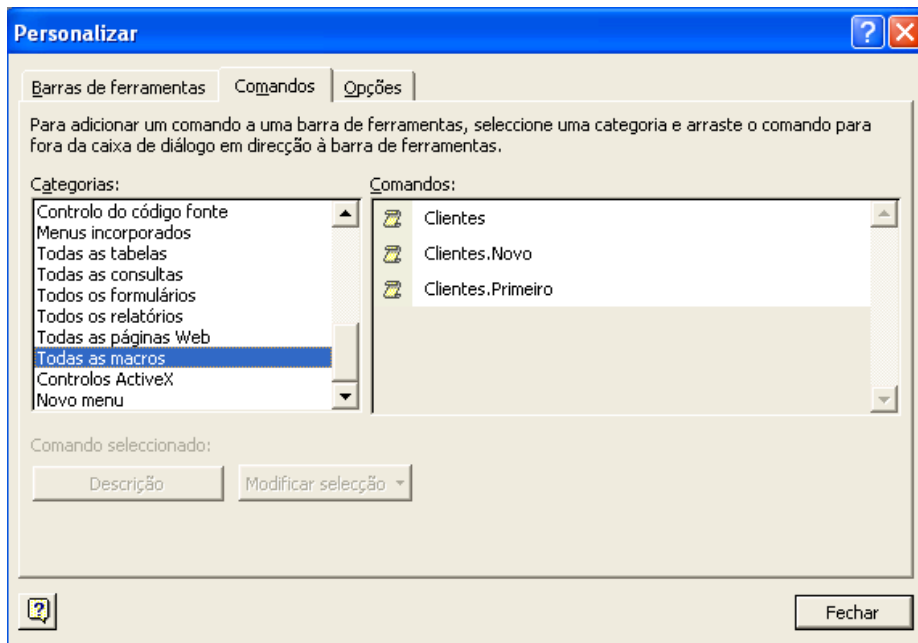 Personalizar
Barras de ferramentas
Comandos
Opções
Para adicionar um comando a uma barra de ferramentas, seleccione uma categoria e arraste o comando para
fora da caixa de diálogo em direcção à barra de ferramentas.
Categorias:
Controlo do código fonte
Menus incorporados
Todas as tabelas
Todas as consultas
Todos os formulários
Todos os relatórios
Todas as páginas Web
Todas as macros
Controlos ActiveX
Novo menu
Comandos:
Clientes
Clientes.Novo
Clientes.Primeiro
Comando seleccionado:
Descrição
Modificar selecção
Fechar